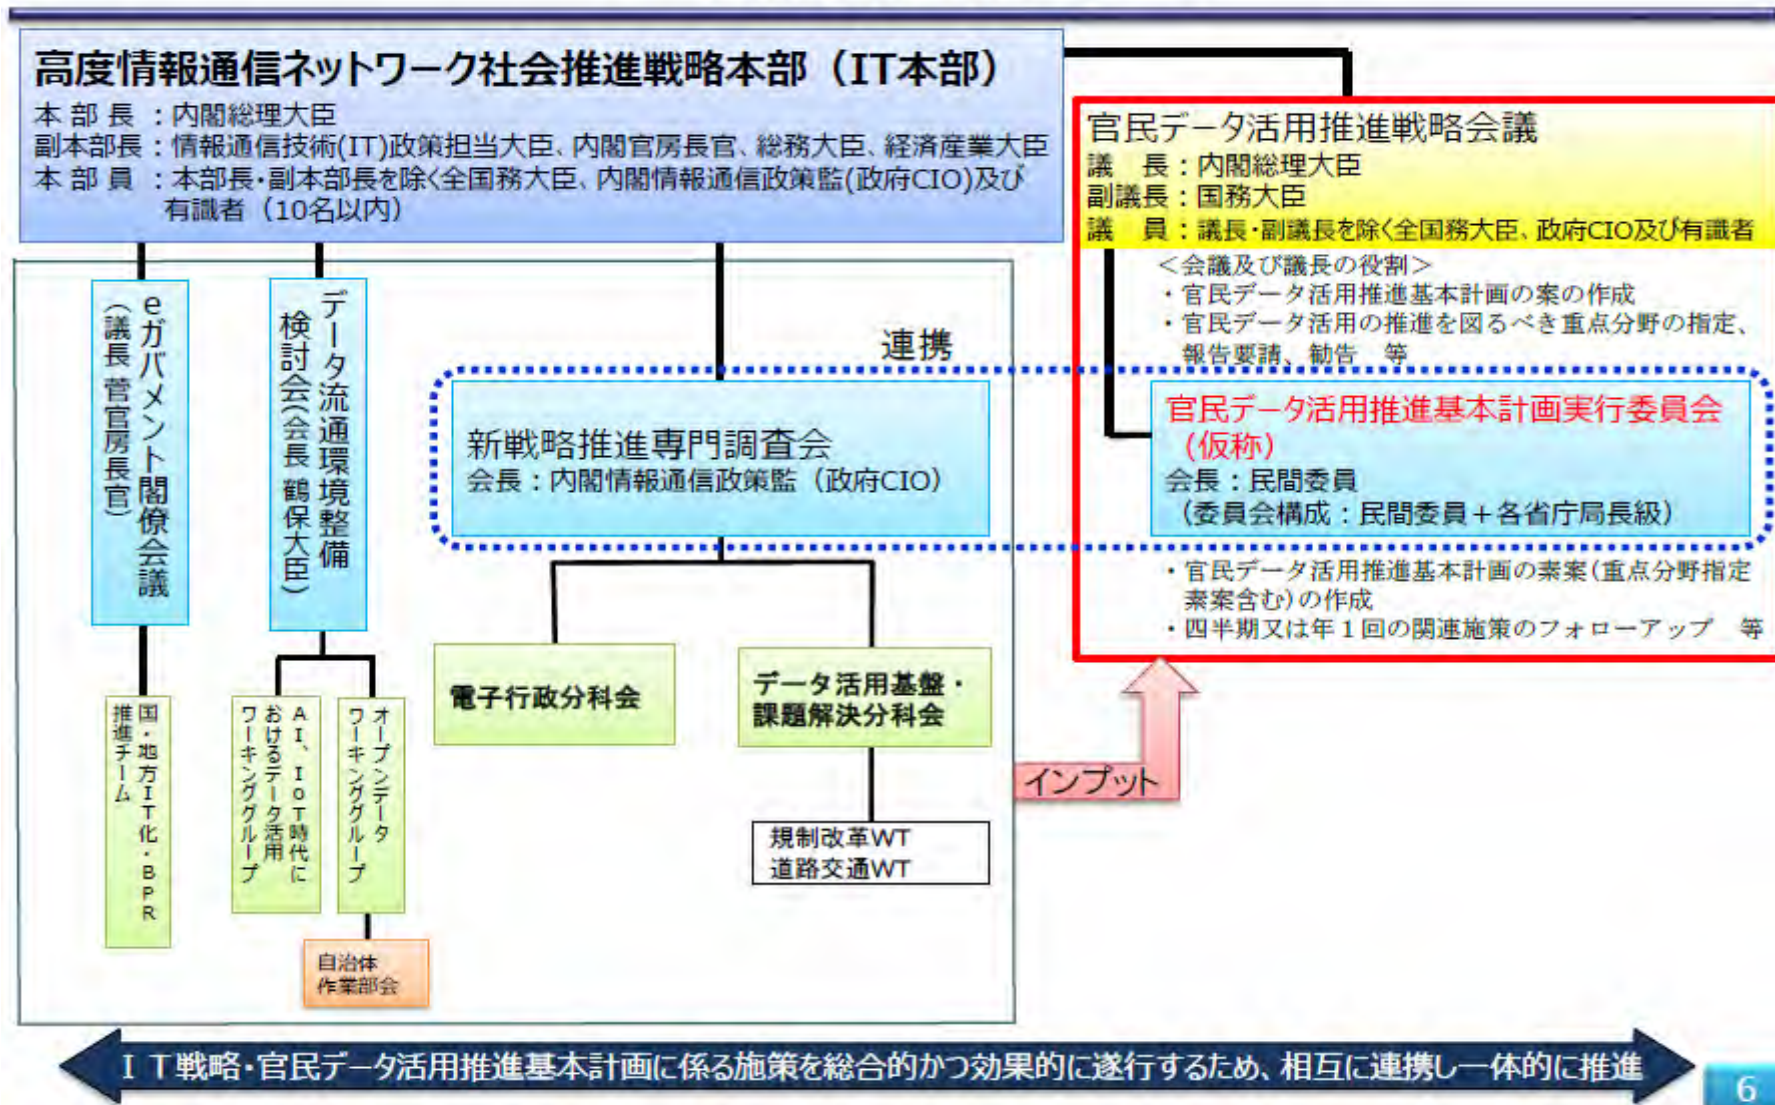 高度情報通信ネットワーク社会推進戦略本部（IT本部）
本 部 長 ：内閣総理大臣
副本部長：情報通信技術(IT)政策担当大臣、内閣官房長官、総務大臣、経済産業大臣
本 部 員 ：本部長・副本部長を除く全国務大臣、内閣情報通信政策監(政府CIO)及び
有識者（10名以内）
官民データ活用推進戦略会議
議　長：内閣総理大臣
副議長：国務大臣
議　員：議長・副議長を除く全国務大臣、政府CIO及び有識者
＜会議及び議長の役割＞
・官民データ活用推進基本計画の案の作成
・官民データ活用の推進を図るべき重点分野の指定、
報告要請、勧告　等
eガバメント閣僚会議
（議長 菅官房長官）
データ流通環境整備
検討会(会長 鶴保大臣)
連携
新戦略推進専門調査会
会長：内閣情報通信政策監（政府CIO）
官民データ活用推進基本計画実行委員会
（仮称）
会長：民間委員
（委員会構成：民間委員＋各省庁局長級）
・官民データ活用推進基本計画の素案(重点分野指定
素案含む)の作成
・四半期又は年１回の関連施策のフォローアップ　等
国・地方ＩＴ化・ＢＰＲ
推進チーム
ＡＩ、ＩｏＴ時代に
おけるデータ活用
ワーキンググループ
オープンデータ
ワーキンググループ
電子行政分科会
データ活用基盤・
課題解決分科会
インプット
規制改革WT
道路交通WT
自治体
作業部会
ＩＴ戦略・官民データ活用推進基本計画に係る施策を総合的かつ効果的に遂行するため、相互に連携し一体的に推進
6